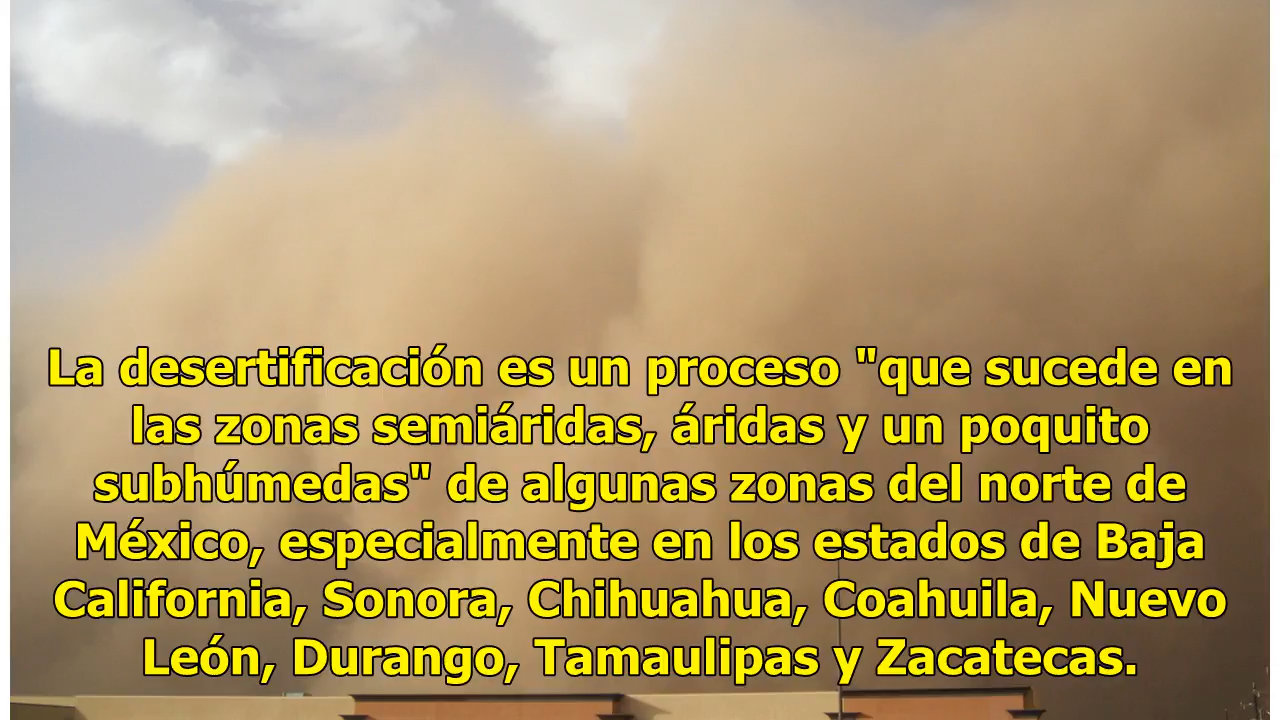 La desertificación es un proceso "que sucede en
las zonas semiáridas, áridas y un poquito
subhúmedas" de algunas zonas del norte de
México, especialmente en los estados de Baja
California, Sonora, Chihuahua, Coahuila, Nuevo
León, Durango, Tamaulipas y Zacatecas.